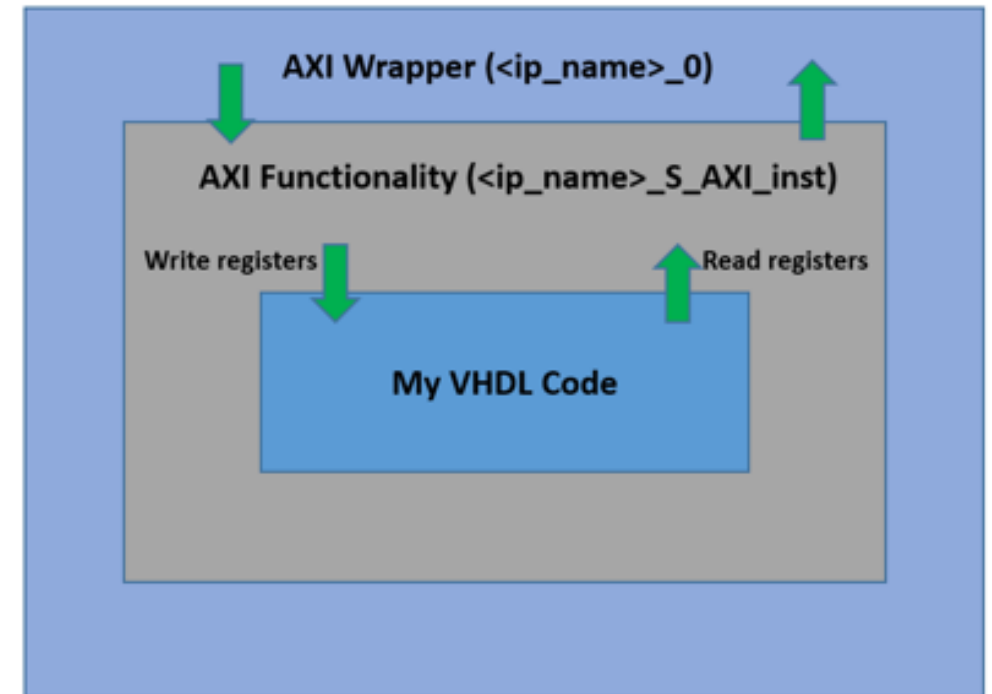 AXI Wrapper (<ip_name>_0)
AXI Functionality (<ip_name>_S_AXI_inst)
Write registers
Read registers
My VHDL Code